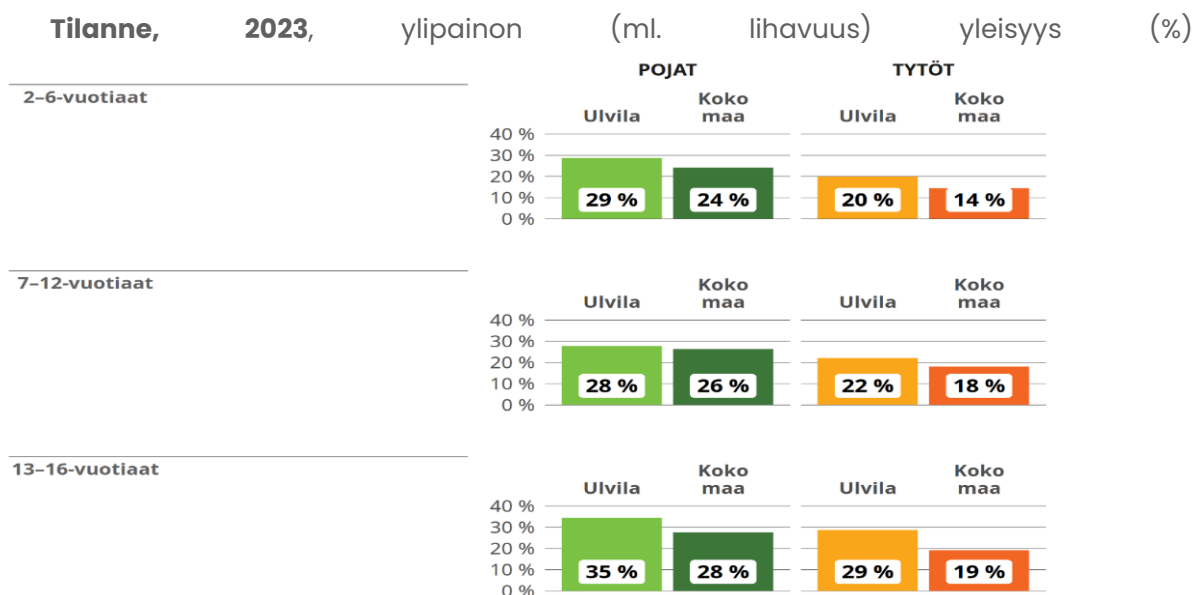 Tilanne, 2023, ylipainon (ml. lihavuus) yleisyys (%)
POJAT TYTÖT
2–6-vuotiaat
Ulvila Koko maa Ulvila Koko maa
40 %
30 %
20 %
10 %
0 %
29 % 24 % 20 % 14 %
7–12-vuotiaat
Ulvila Koko maa Ulvila Koko maa
40 %
30 %
20 %
10 %
0 %
28 % 26 % 22 % 18 %
13–16-vuotiaat
Ulvila Koko maa Ulvila Koko maa
40 %
30 %
20 %
10 %
0 %
35 % 28 % 29 % 19 %